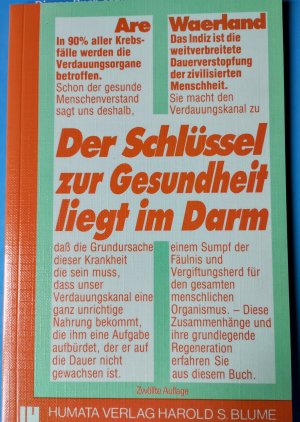 Are
Waerland
In 90% aller Krebs-
fälle werden die
Verdauungsorgane
betroffen.
Schon der gesunde
Menschenverstand
sagt uns deshalb,
Das Indiz ist die
weitverbreitete
Dauerverstopfung
der zivilisierten
Menschheit.
Sie macht den
Verdauungskanal zu
Der Schlüssel
zur Gesundheit
liegt im Darm
daß die Grundursache
dieser Krankheit
die sein muss,
dass unser
Verdauungskanal eine
ganz unrichtige
Nahrung bekommt,
die ihm eine Aufgabe
aufbürdet, der er auf
die Dauer nicht
gewachsen ist.
einem Sumpf der
Fäulnis und
Vergiftungsherd für
den gesamten
menschlichen
Organismus. – Diese
Zusammenhänge und
ihre grundlegende
Regeneration
erfahren Sie
aus diesem Buch.
Zwölfte Auflage
HUMATA VERLAG HAROLD S. BLUME